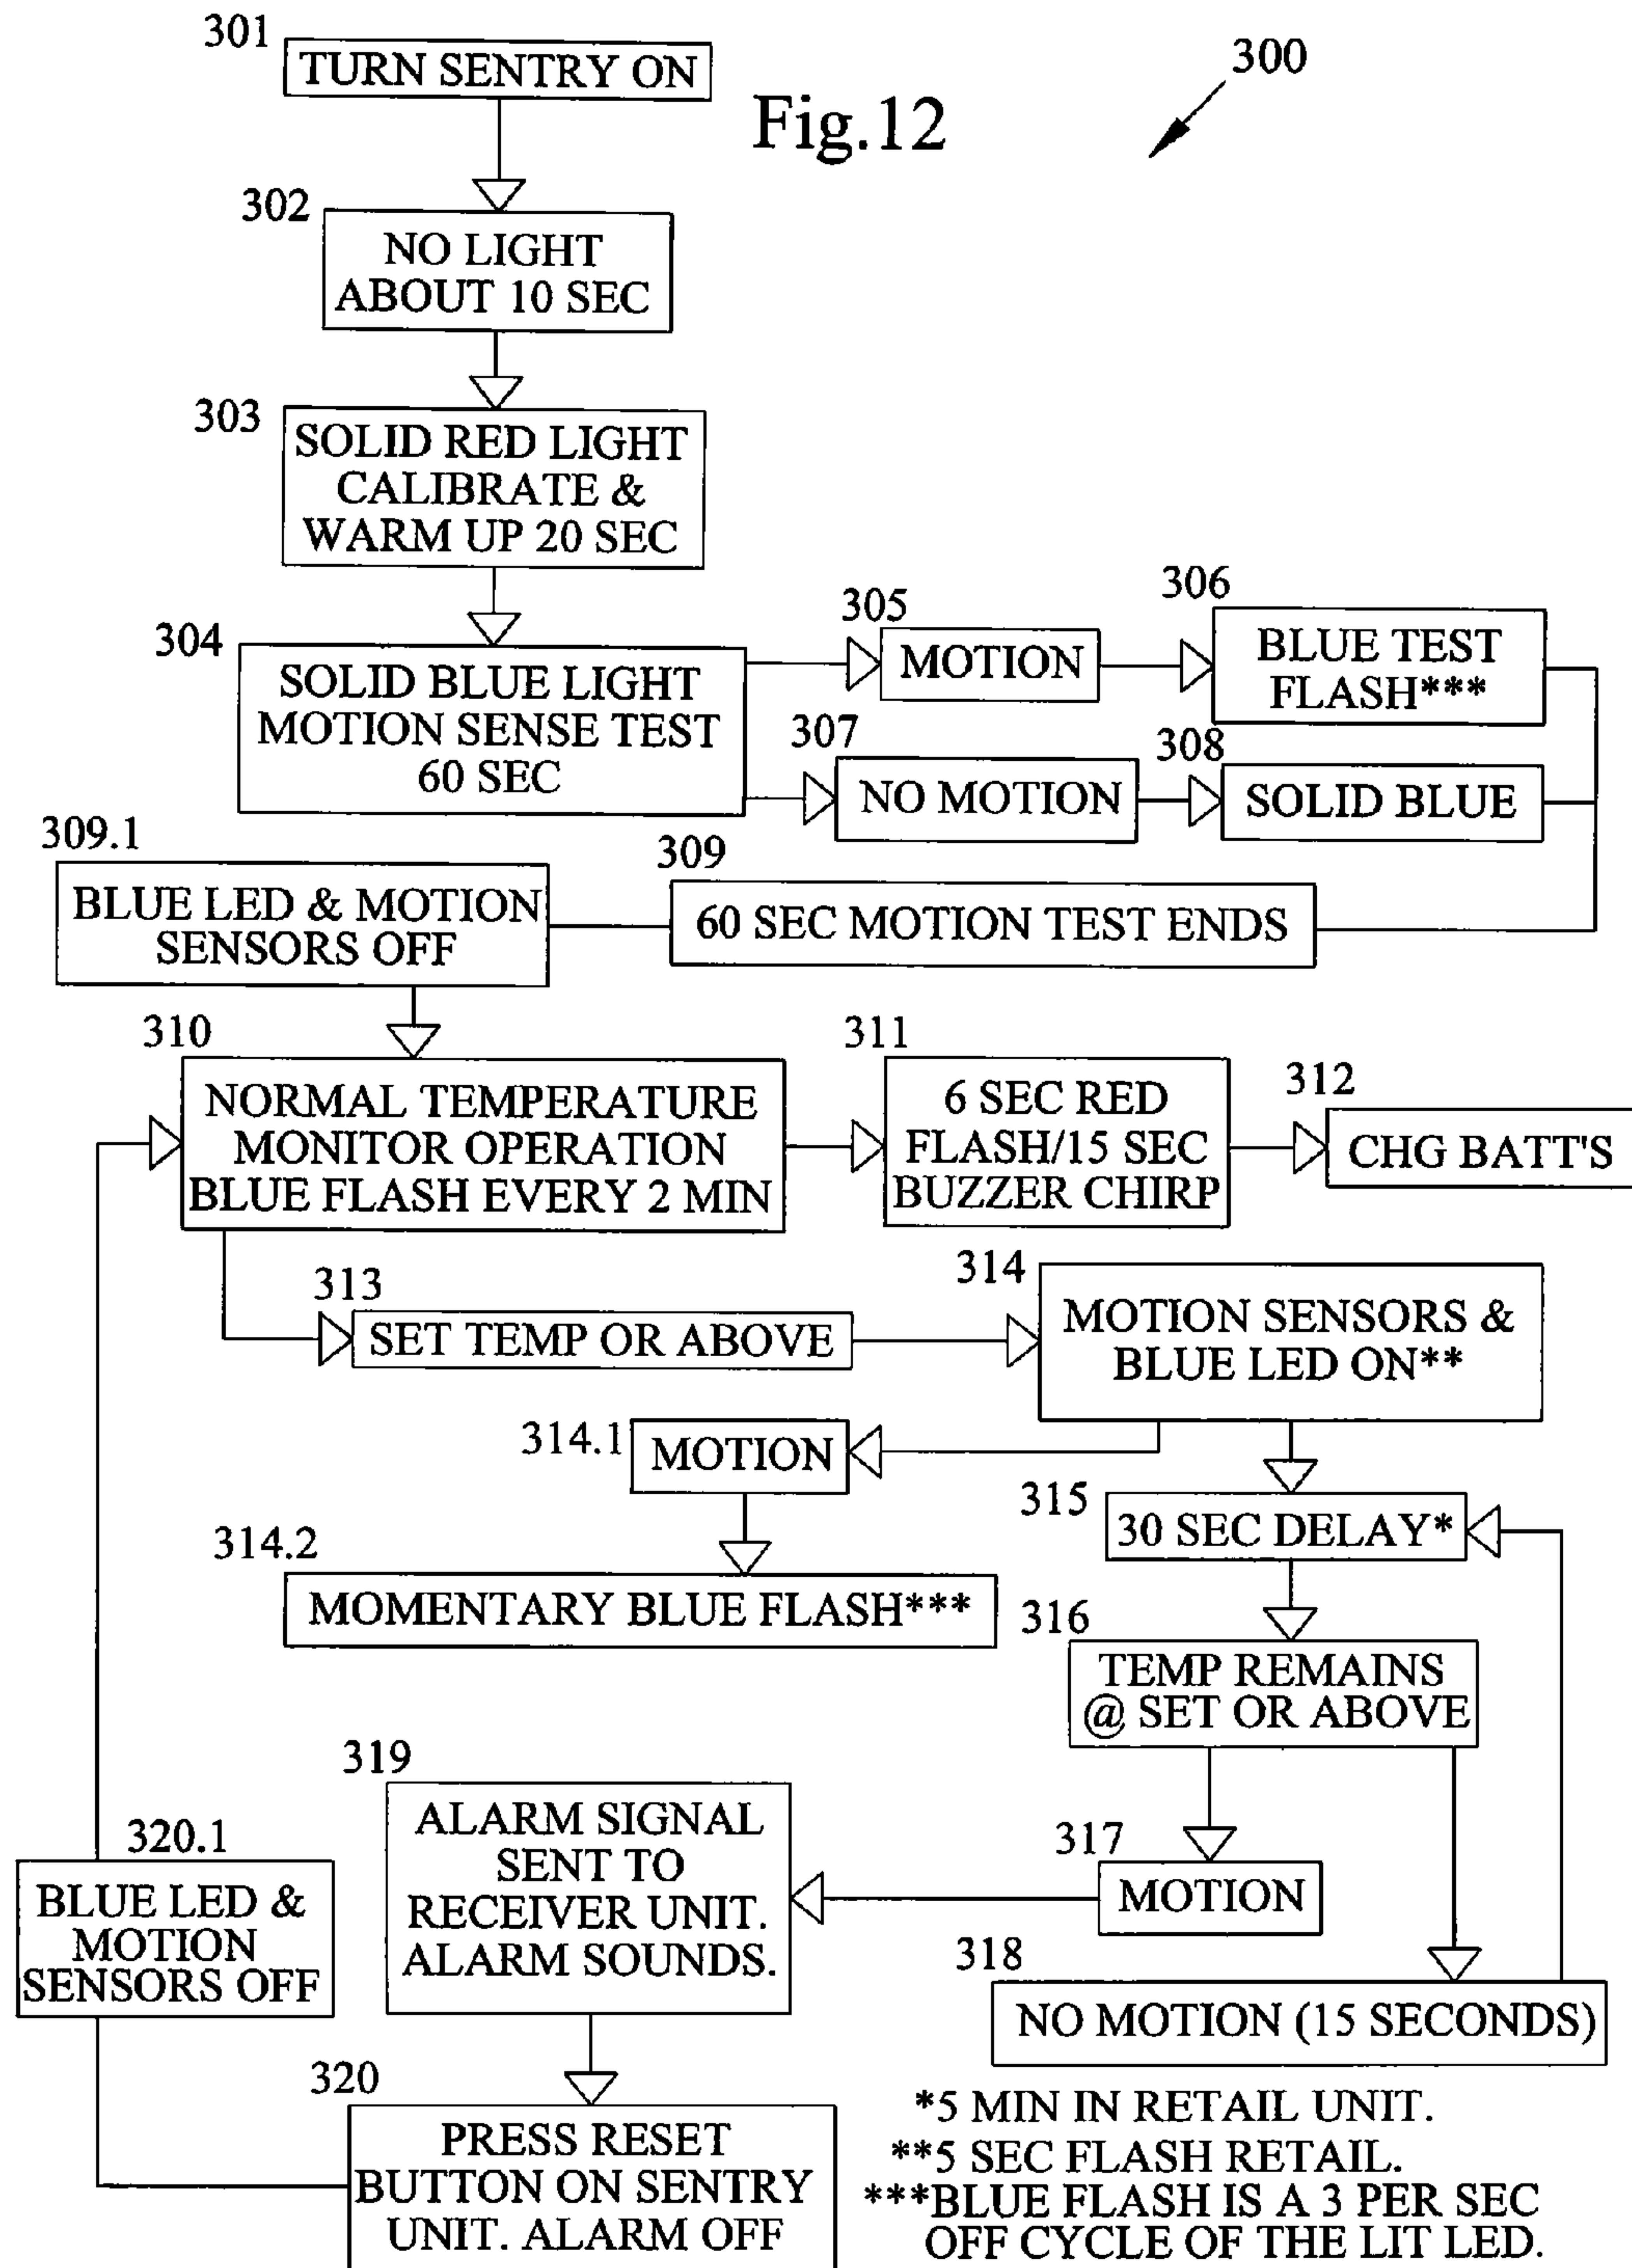 301
TURN SENTRY ON
300
Fig.12
302
NO LIGHT
ABOUT 10 SEC
303
SOLID RED LIGHT
CALIBRATE &
WARM UP 20 SEC
304
SOLID BLUE LIGHT
MOTION SENSE TEST
60 SEC
305
MOTION
306
BLUE TEST
FLASH***
307
NO MOTION
308
SOLID BLUE
309.1
BLUE LED & MOTION
SENSORS OFF
309
60 SEC MOTION TEST ENDS
310
NORMAL TEMPERATURE
MONITOR OPERATION
BLUE FLASH EVERY 2 MIN
311
6 SEC RED
FLASH/15 SEC
BUZZER CHIRP
312
CHG BATT'S
313
SET TEMP OR ABOVE
314
MOTION SENSORS &
BLUE LED ON**
314.1
MOTION
314.2
MOMENTARY BLUE FLASH***
315
30 SEC DELAY*
316
TEMP REMAINS
@ SET OR ABOVE
317
MOTION
318
NO MOTION (15 SECONDS)
319
ALARM SIGNAL
SENT TO
RECEIVER UNIT.
ALARM SOUNDS.
320.1
BLUE LED &
MOTION
SENSORS OFF
320
PRESS RESET
BUTTON ON SENTRY
UNIT. ALARM OFF
*5 MIN IN RETAIL UNIT.
**5 SEC FLASH RETAIL.
***BLUE FLASH IS A 3 PER SEC
OFF CYCLE OF THE LIT LED.